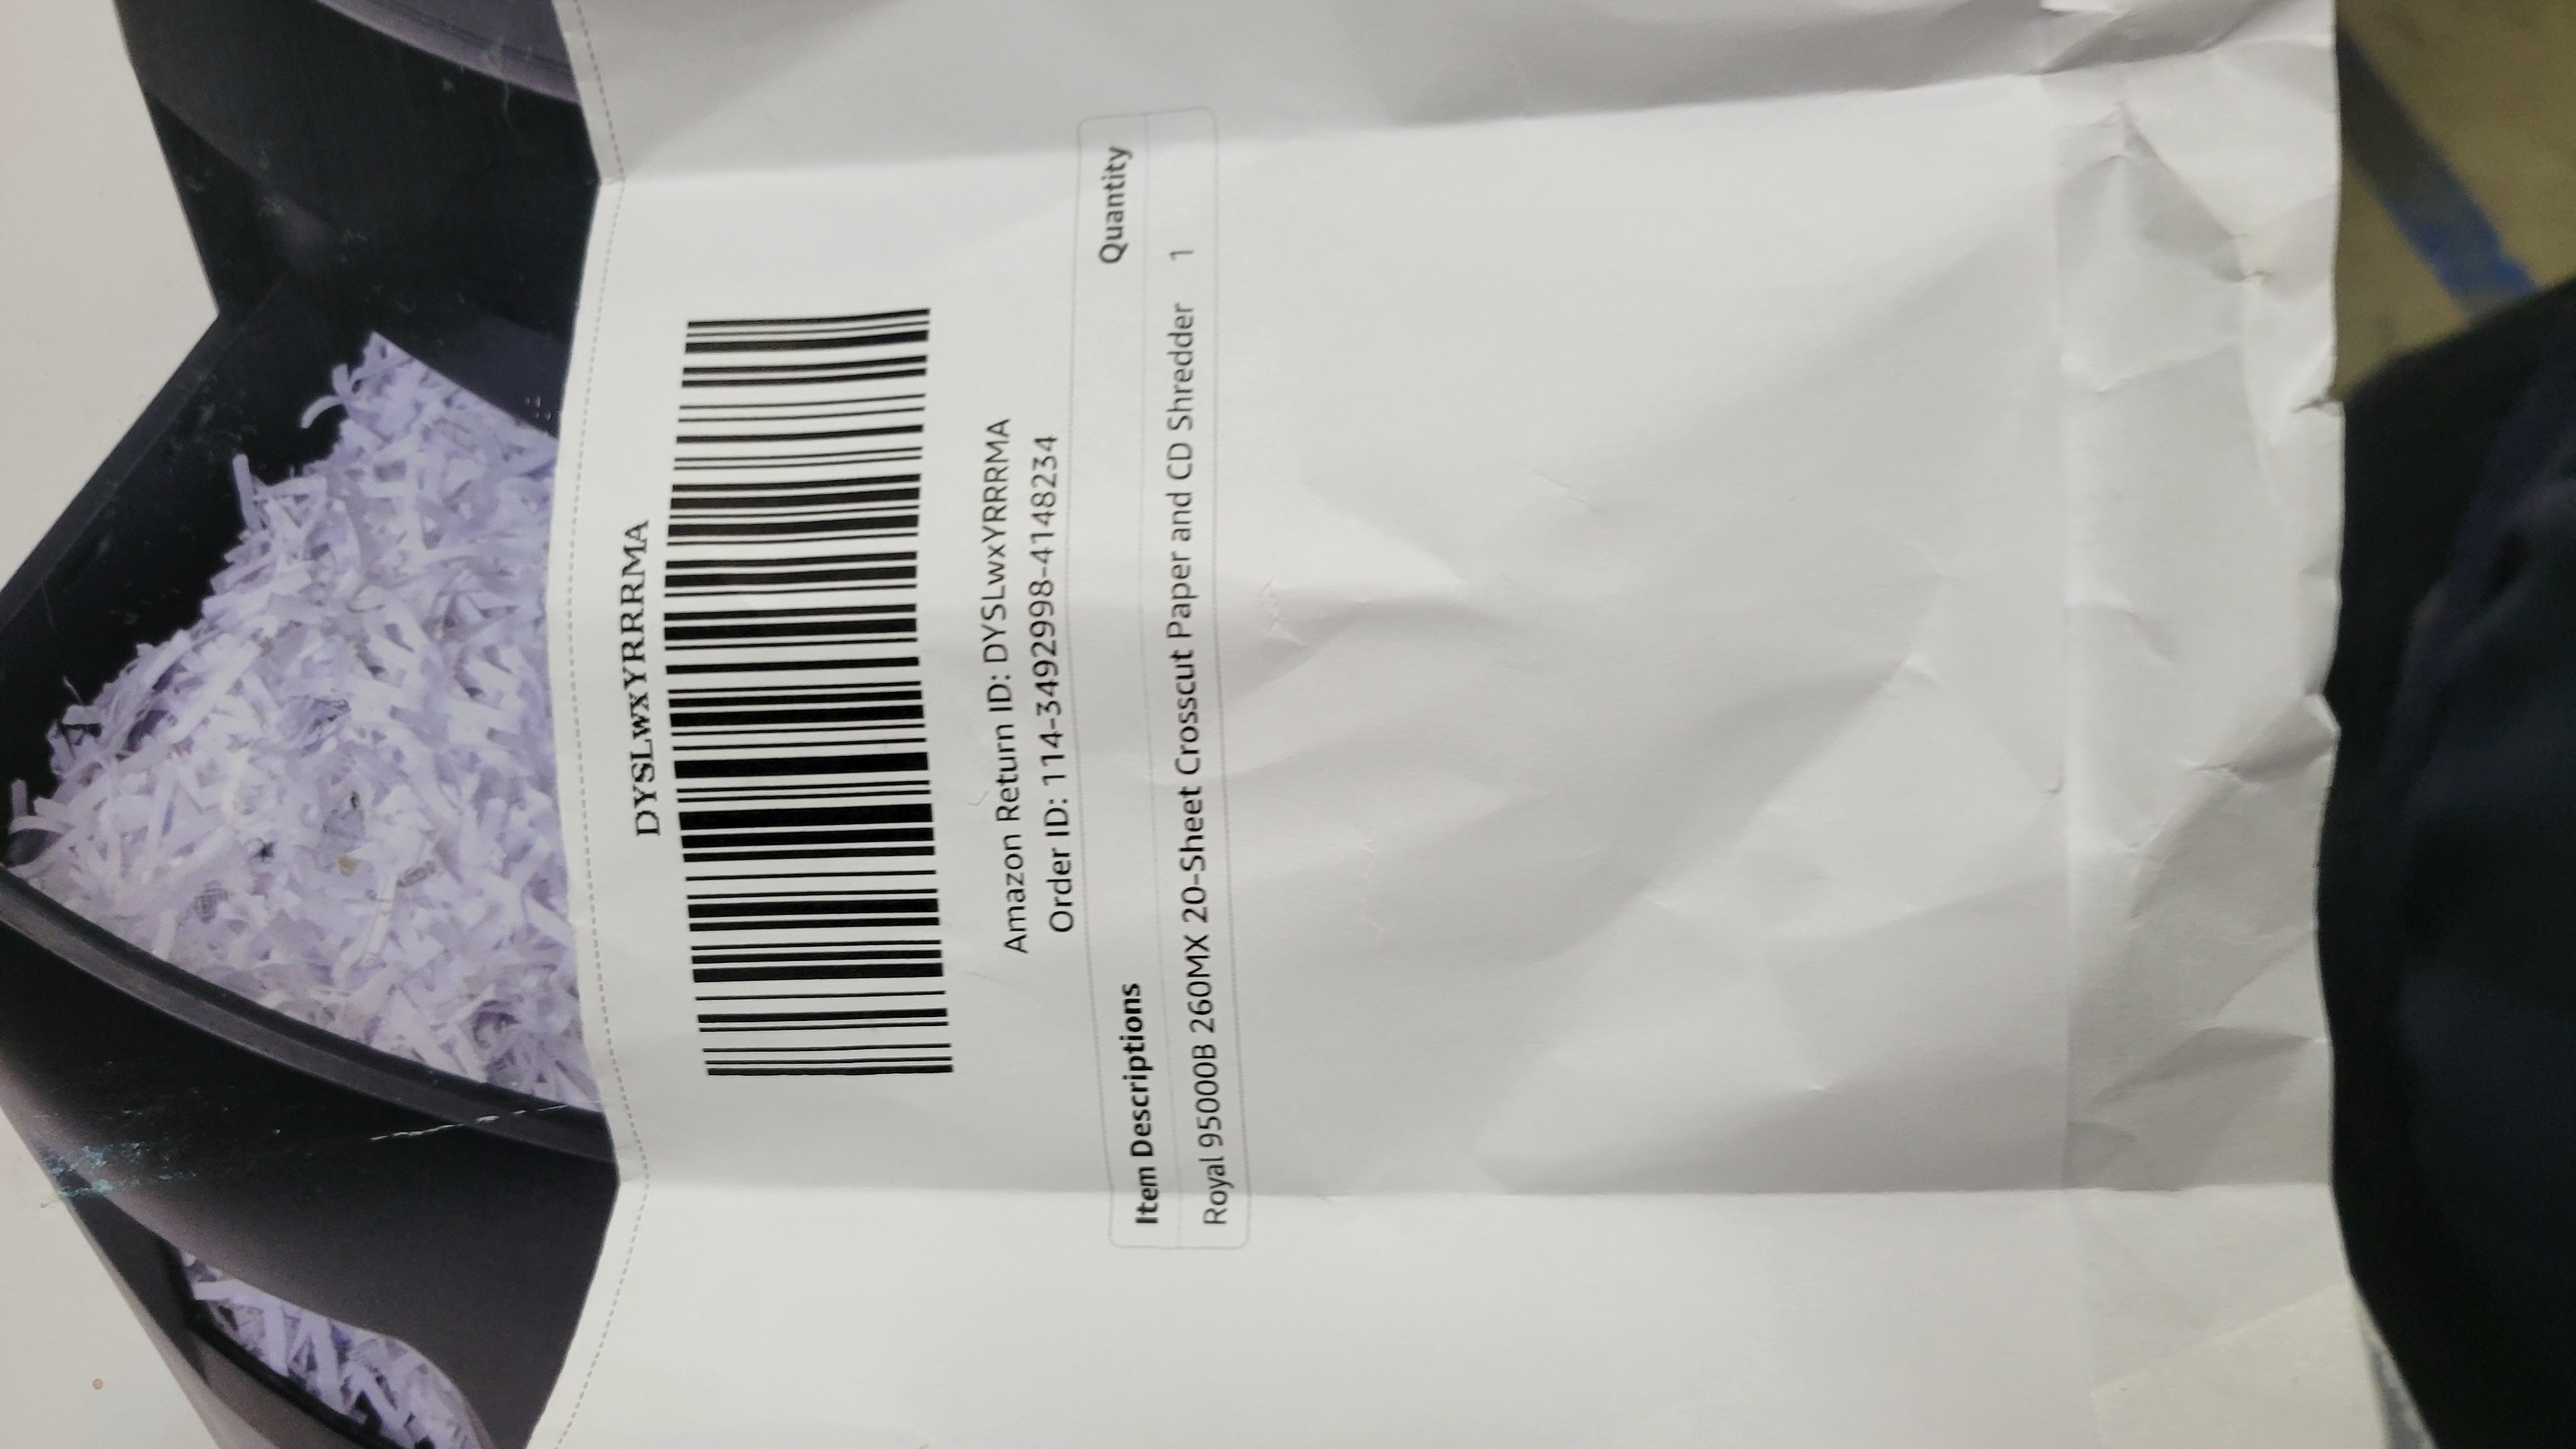 DYSLwxYRRRMA
Amazon Return ID: DYSLwxYRRRMA
Order ID: 114-3492998-4148234
Item Descriptions Quantity
Royal 95000B 260MX 20-Sheet Crosscut Paper and CD Shredder 1